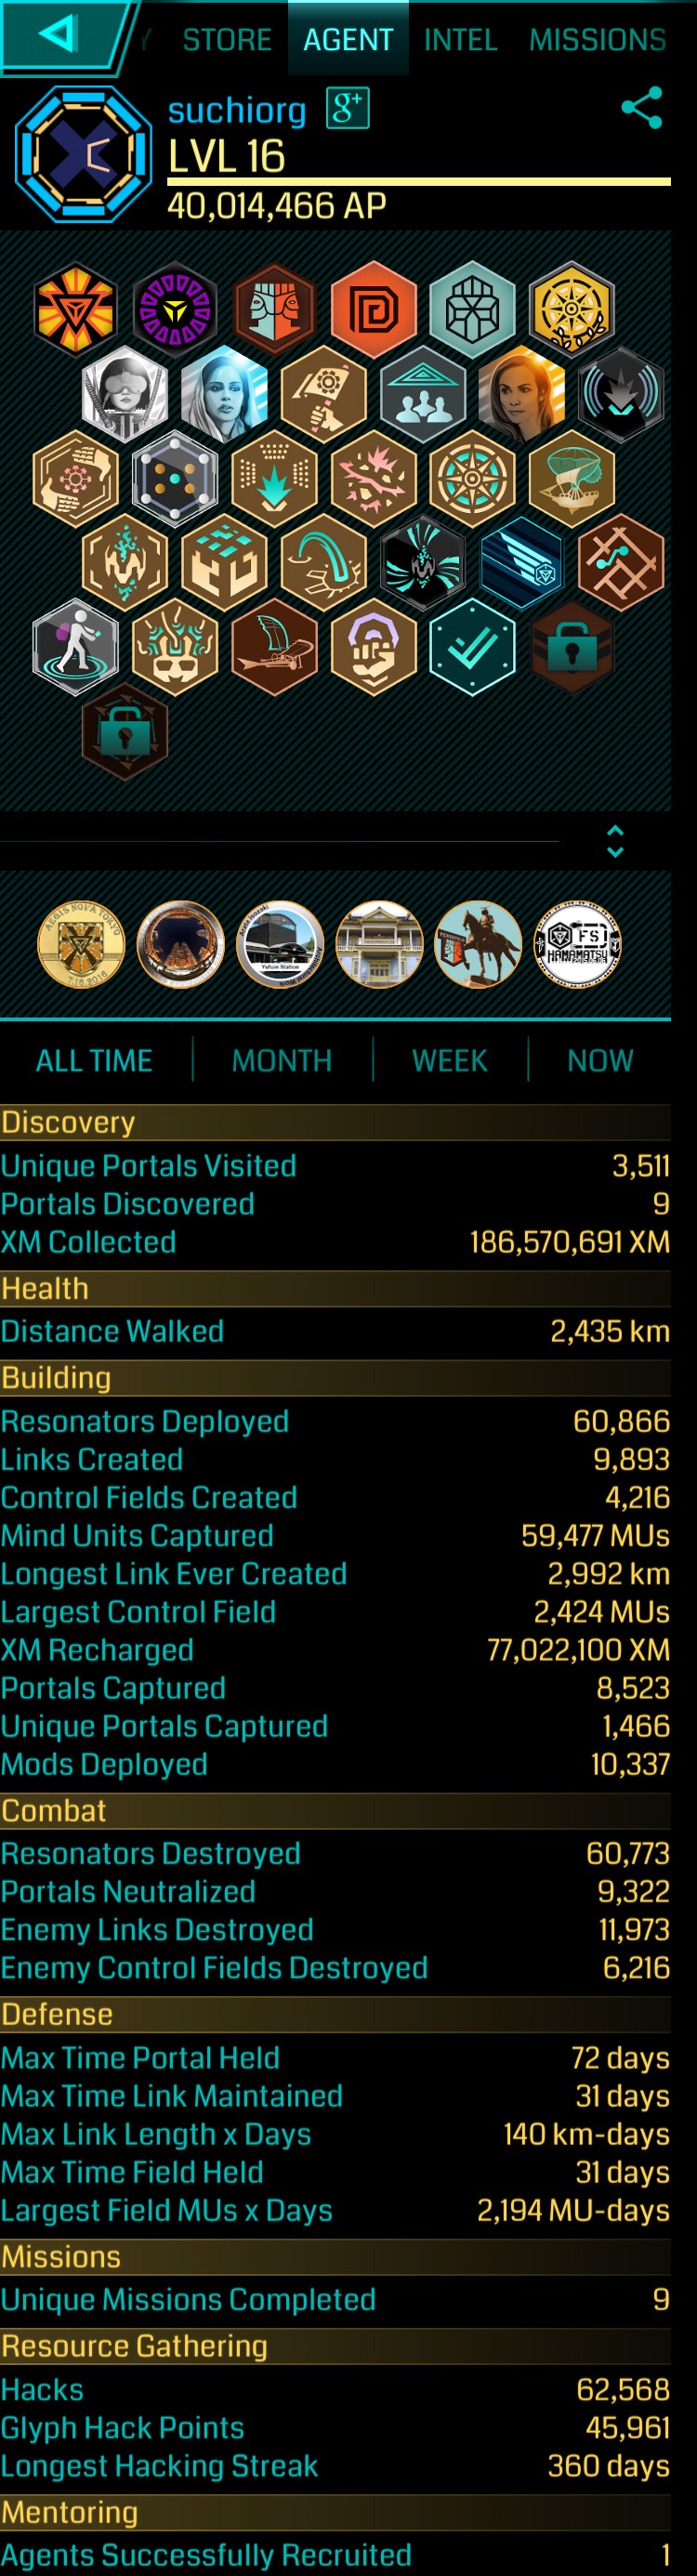 STORE AGENT INTEL MISSIONS
suchiorg g+
LVL 16
40,014,466 AP
AEGIS NOVA TOKYO
7.16.2016
Arata Isozaki
Yufuin Station
PERSEPOLIS
FS
HAMAMATSU
ALL TIME MONTH WEEK NOW
Discovery
Unique Portals Visited 3,511
Portals Discovered 9
XM Collected 186,570,691 XM
Health
Distance Walked 2,435 km
Building
Resonators Deployed 60,866
Links Created 9,893
Control Fields Created 4,216
Mind Units Captured 59,477 MUs
Longest Link Ever Created 2,992 km
Largest Control Field 2,424 MUs
XM Recharged 77,022,100 XM
Portals Captured 8,523
Unique Portals Captured 1,466
Mods Deployed 10,337
Combat
Resonators Destroyed 60,773
Portals Neutralized 9,322
Enemy Links Destroyed 11,973
Enemy Control Fields Destroyed 6,216
Defense
Max Time Portal Held 72 days
Max Time Link Maintained 31 days
Max Link Length x Days 140 km-days
Max Time Field Held 31 days
Largest Field MUs x Days 2,194 MU-days
Missions
Unique Missions Completed 9
Resource Gathering
Hacks 62,568
Glyph Hack Points 45,961
Longest Hacking Streak 360 days
Mentoring
Agents Successfully Recruited 1